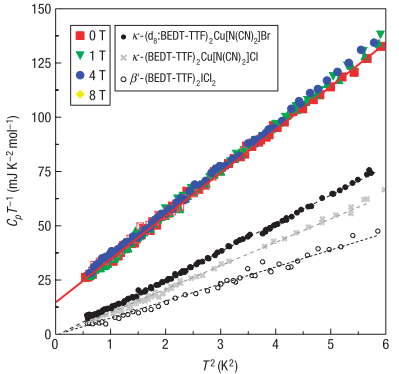 150
125
100
75
50
25
0
C_pT⁻¹ (mJ K⁻² mol⁻¹)
0 T
1 T
4 T
8 T
κ-(d₈:BEDT-TTF)₂Cu[N(CN)₂]Br
κ-(BEDT-TTF)₂Cu[N(CN)₂]Cl
β′-(BEDT-TTF)₂ICl₂
0 1 2 3 4 5 6
T² (K²)